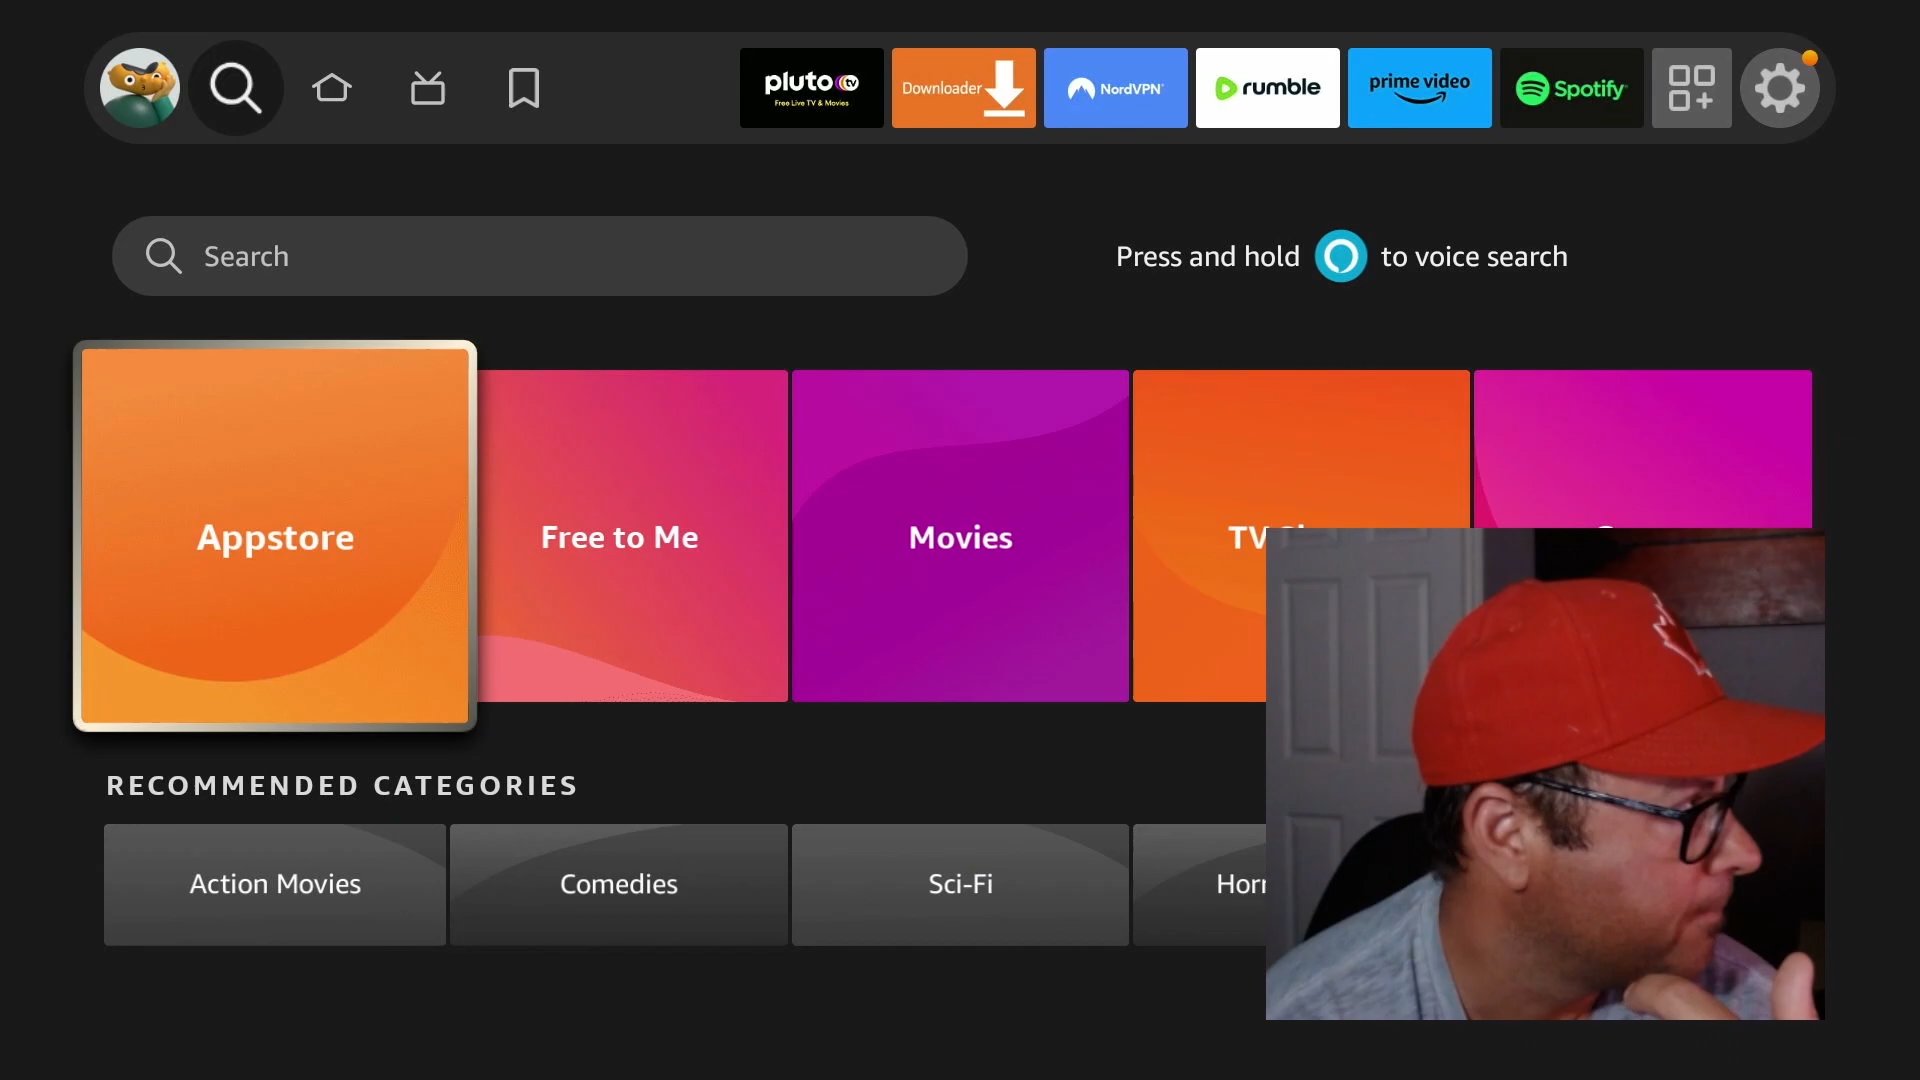 pluto tv
Free Live TV & Movies
Downloader
NordVPN
rumble
prime video
Spotify
Search
Press and hold to voice search
Appstore
Free to Me
Movies
TV
RECOMMENDED CATEGORIES
Action Movies
Comedies
Sci-Fi